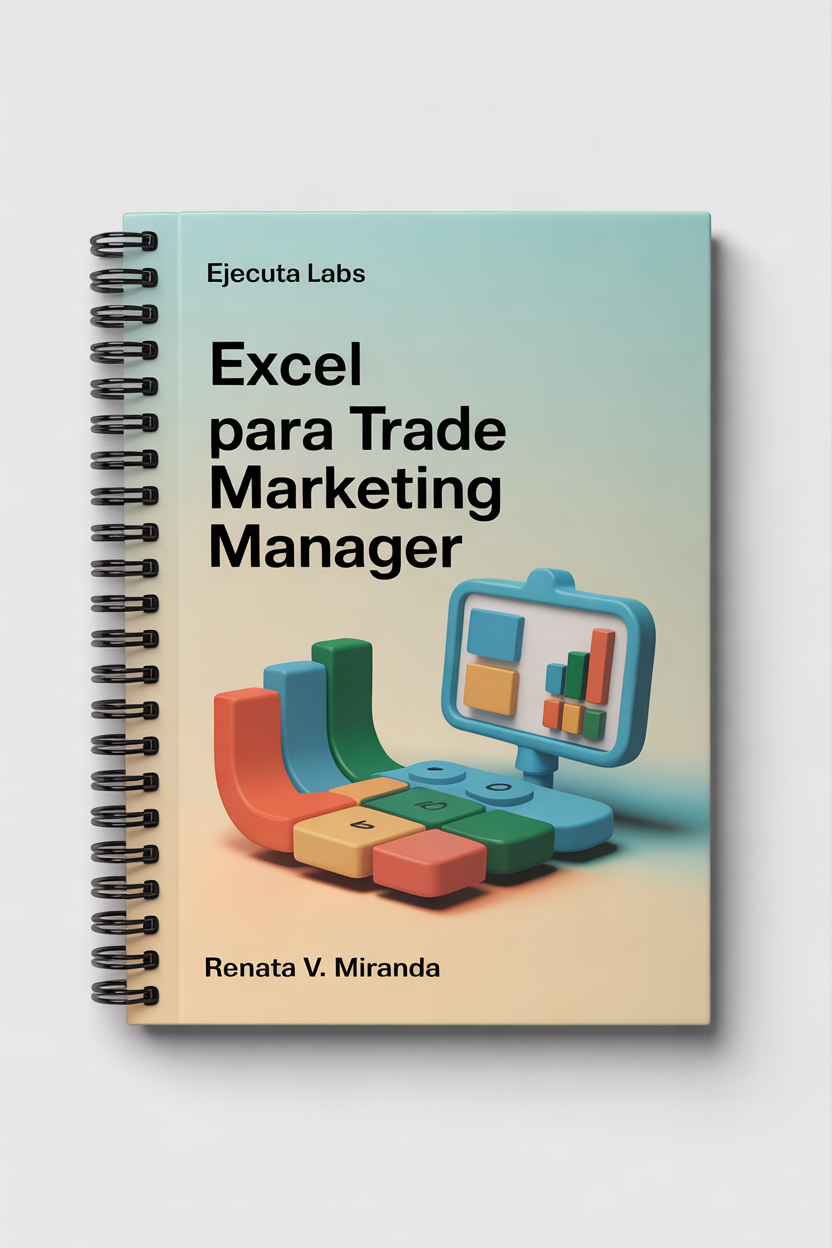 Ejecuta Labs
Excel
para Trade
Marketing
Manager
Renata V. Miranda